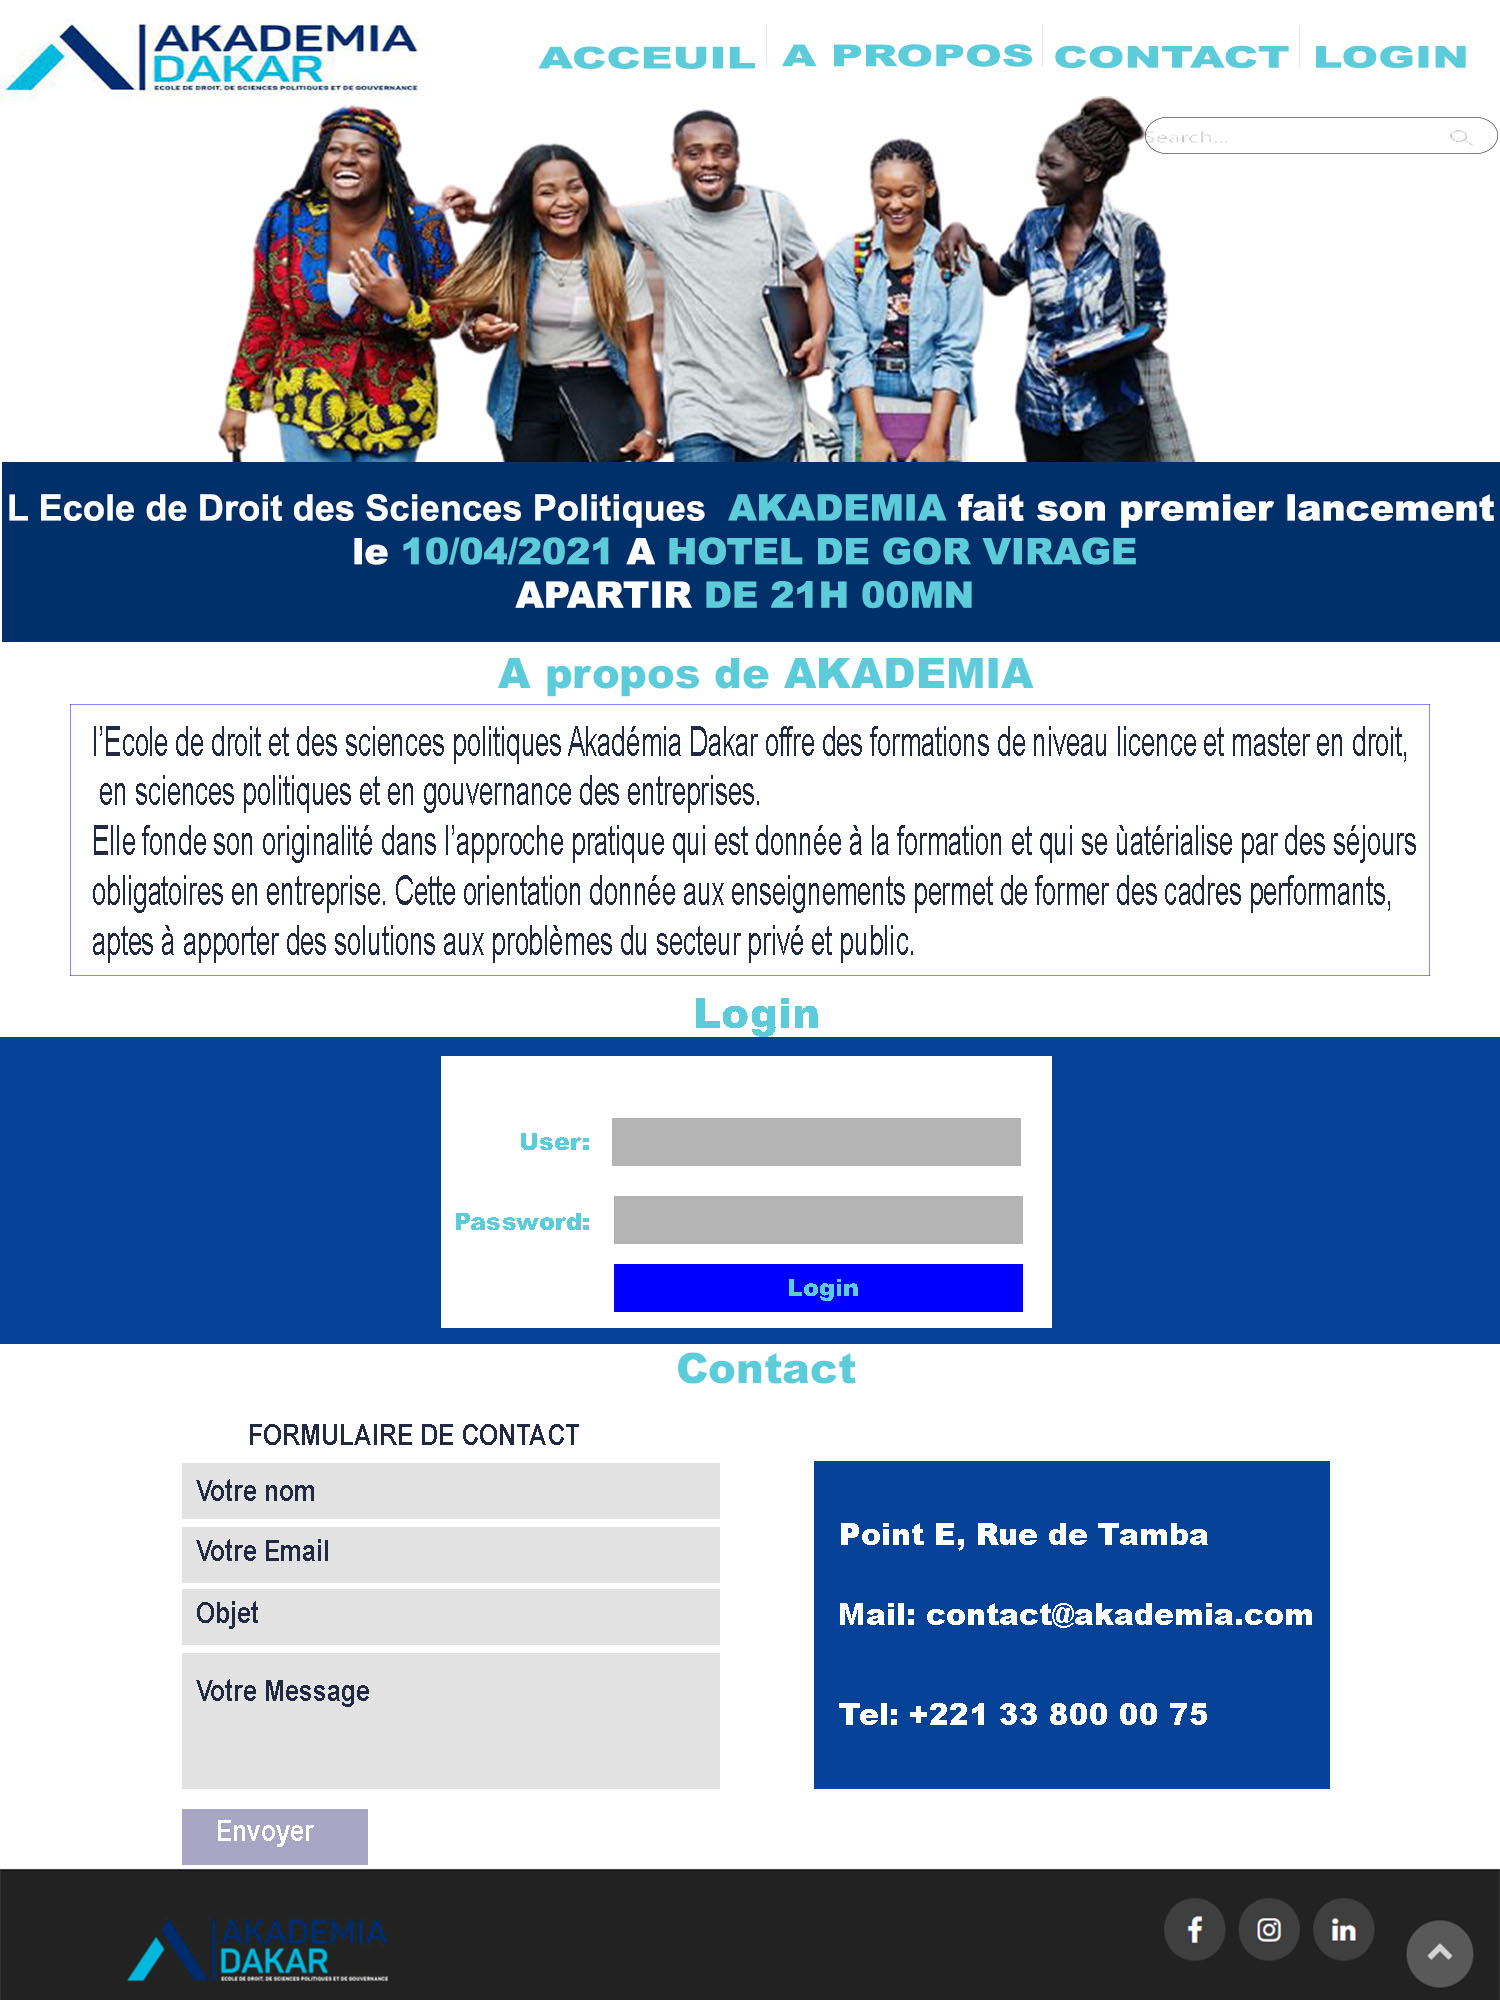 AKADEMIA
DAKAR
ECOLE DE DROIT, DE SCIENCES POLITIQUES ET DE GOUVERNANCE
ACCEUIL A PROPOS CONTACT LOGIN
Search...
L Ecole de Droit des Sciences Politiques AKADEMIA fait son premier lancement
le 10/04/2021 A HOTEL DE GOR VIRAGE
APARTIR DE 21H 00MN
A propos de AKADEMIA
l’Ecole de droit et des sciences politiques Akadémia Dakar offre des formations de niveau licence et master en droit,
en sciences politiques et en gouvernance des entreprises.
Elle fonde son originalité dans l’approche pratique qui est donnée à la formation et qui se ùatérialise par des séjours
obligatoires en entreprise. Cette orientation donnée aux enseignements permet de former des cadres performants,
aptes à apporter des solutions aux problèmes du secteur privé et public.
Login
User:
Password:
Login
Contact
FORMULAIRE DE CONTACT
Votre nom
Votre Email
Objet
Votre Message
Envoyer
Point E, Rue de Tamba
Mail: contact@akademia.com
Tel: +221 33 800 00 75
AKADEMIA
DAKAR
ECOLE DE DROIT, DE SCIENCES POLITIQUES ET DE GOUVERNANCE